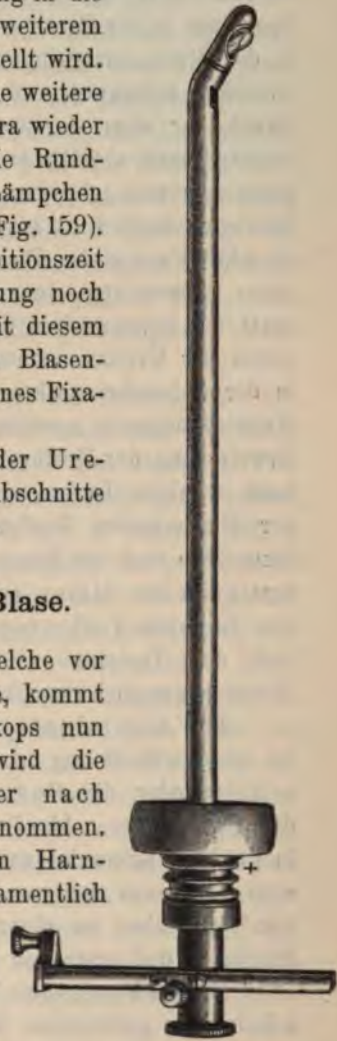 weiterem
ellt wird.
e weitere
ra wieder
e Rund-
ämpchen
Fig. 159).
itionszeit
ung noch
it diesem
Blasen-
nes Fixa-
der Ure-
bschnitte
Blase.
elche vor
, kommt
kops nun
wird die
er nach
nommen.
n Harn-
amentlich
+